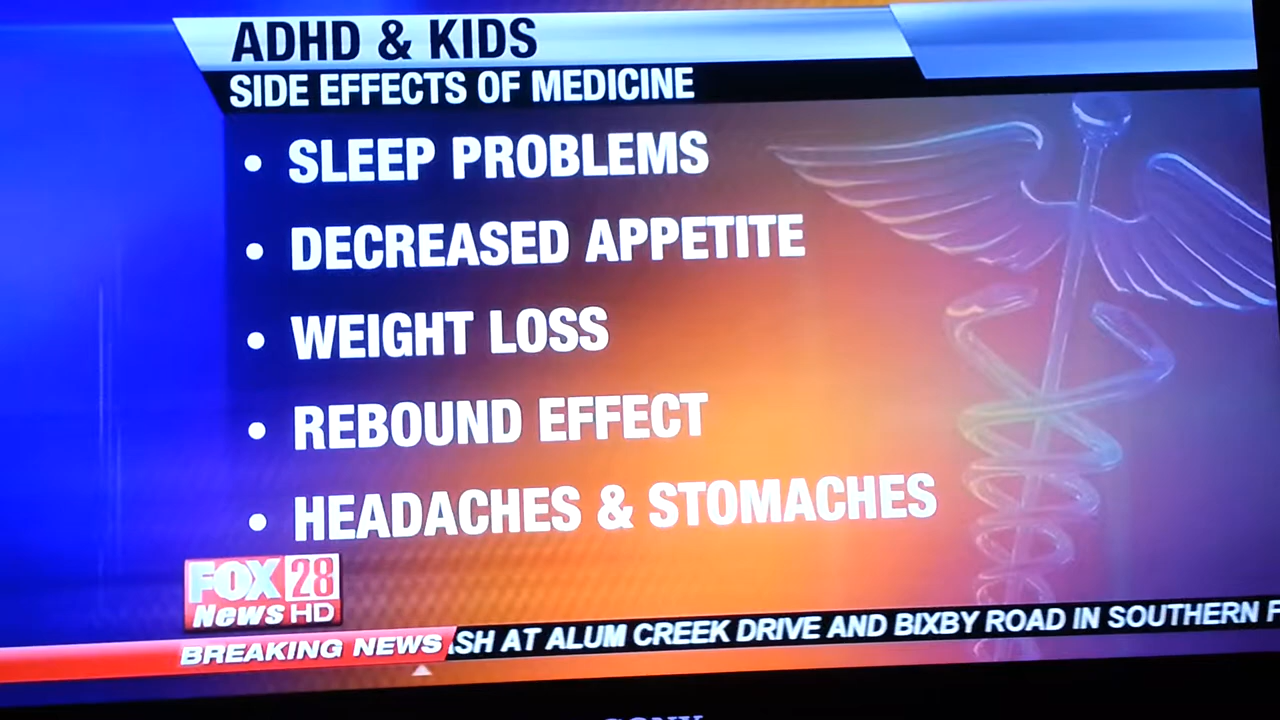 ADHD & KIDS
SIDE EFFECTS OF MEDICINE
• SLEEP PROBLEMS
• DECREASED APPETITE
• WEIGHT LOSS
• REBOUND EFFECT
• HEADACHES & STOMACHES
FOX 28
News HD
BREAKING NEWS
AT ALUM CREEK DRIVE AND BIXBY ROAD IN SOUTHERN
SONY